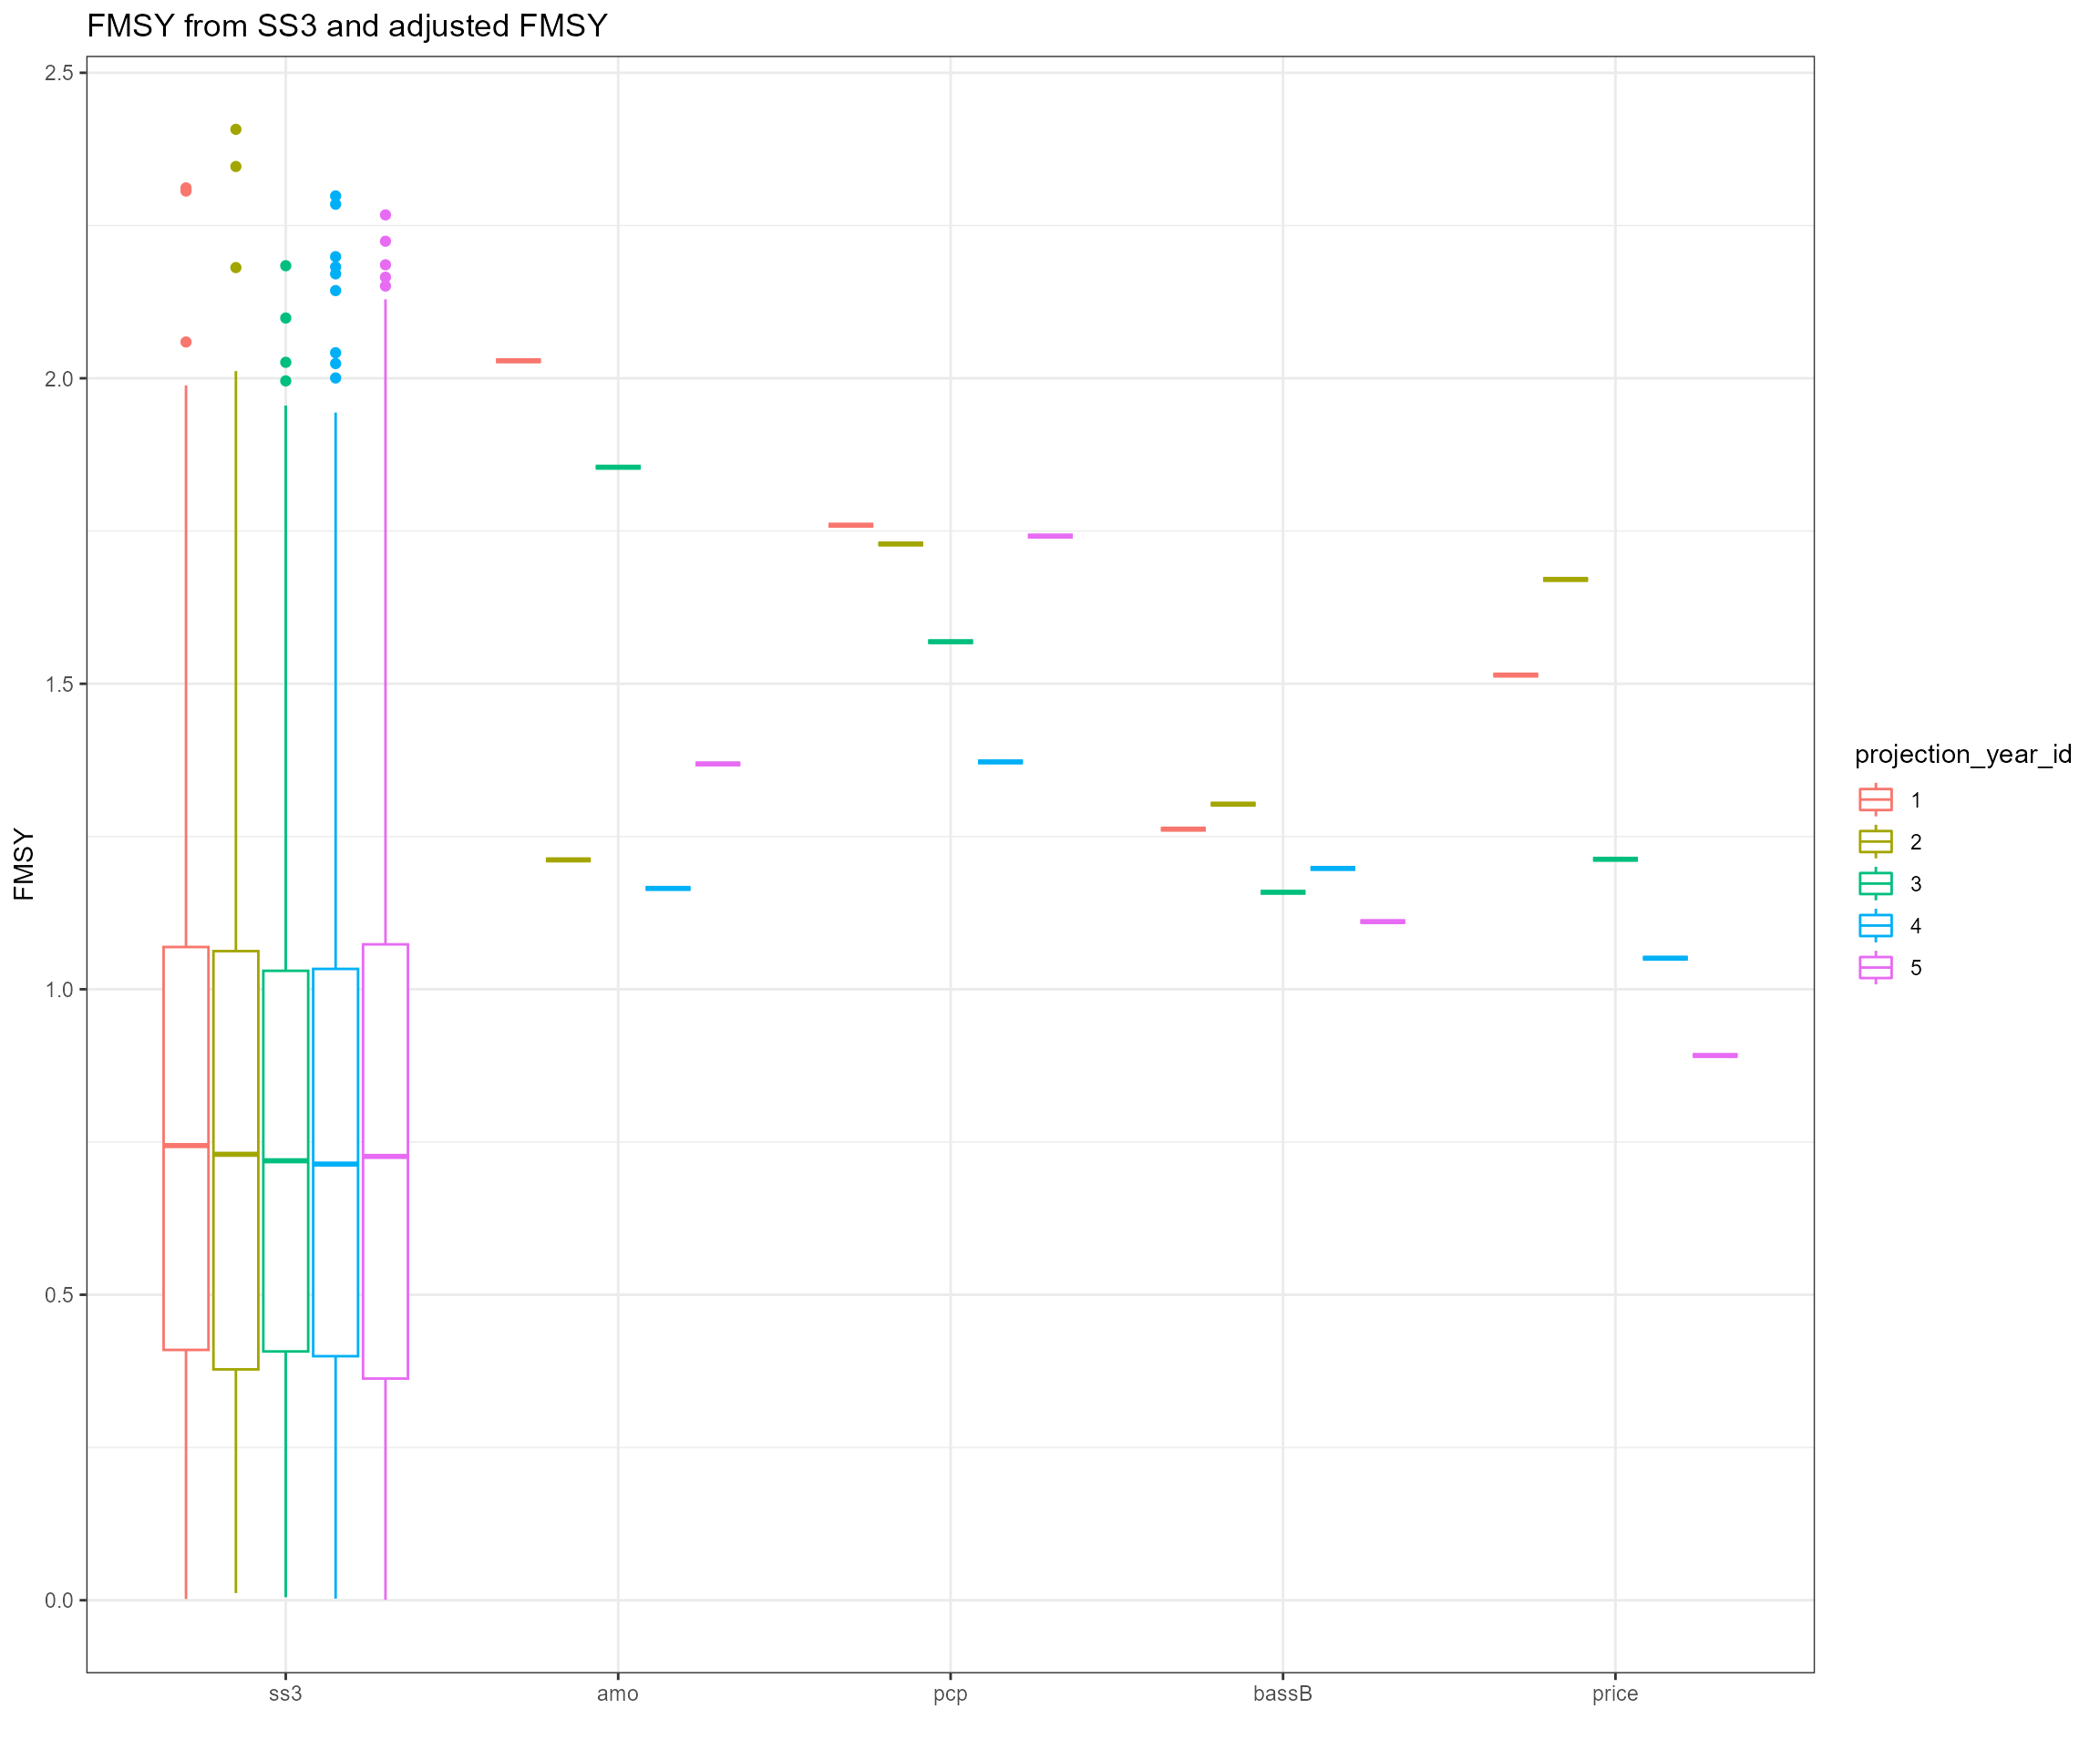 FMSY from SS3 and adjusted FMSY
2.5
2.0
1.5
1.0
0.5
0.0
FMSY
ss3 amo pcp bassB price
projection_year_id
1
2
3
4
5